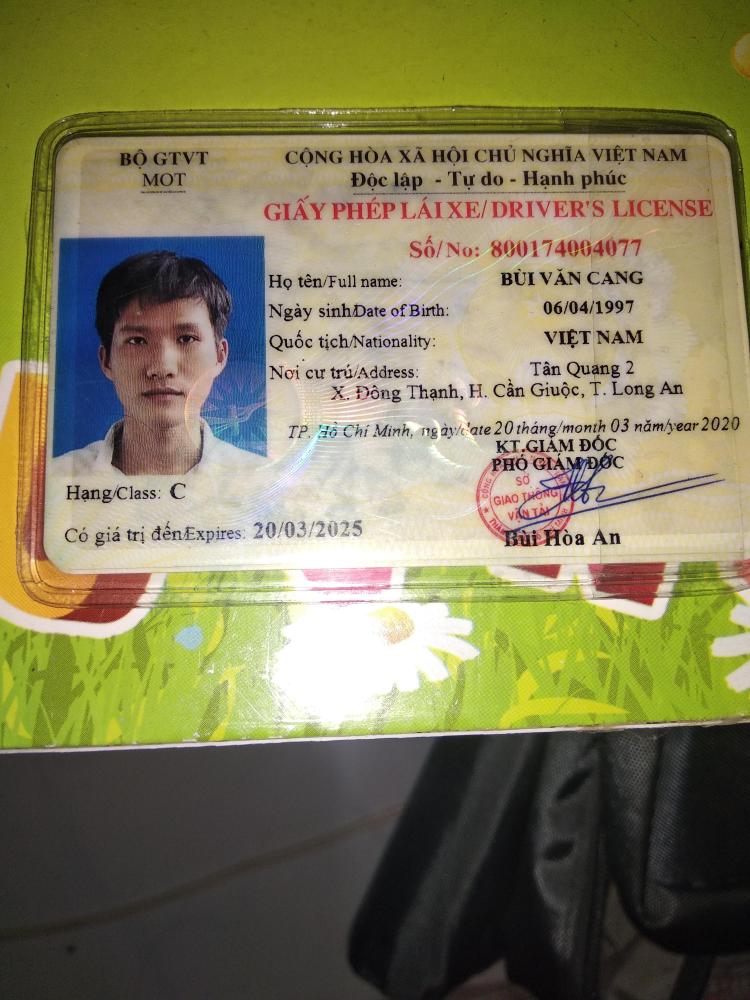 BỘ GTVT
MOT
CỘNG HÒA XÃ HỘI CHỦ NGHĨA VIỆT NAM
Độc lập - Tự do - Hạnh phúc
GIẤY PHÉP LÁI XE/ DRIVER'S LICENSE
Số/No: 800174004077
Họ tên/Full name: BÙI VĂN CANG
Ngày sinh/Date of Birth: 06/04/1997
Quốc tịch/Nationality: VIỆT NAM
Nơi cư trú/Address: Tân Quang 2
X. Đông Thạnh, H. Cần Giuộc, T. Long An
TP. Hồ Chí Minh, ngày/date 20 tháng/month 03 năm/year 2020
KT.GIÁM ĐỐC
PHÓ GIÁM ĐỐC
SỞ
GIAO THÔNG
VẬN TẢI
Bùi Hòa An
Hạng/Class: C
Có giá trị đến/Expires: 20/03/2025